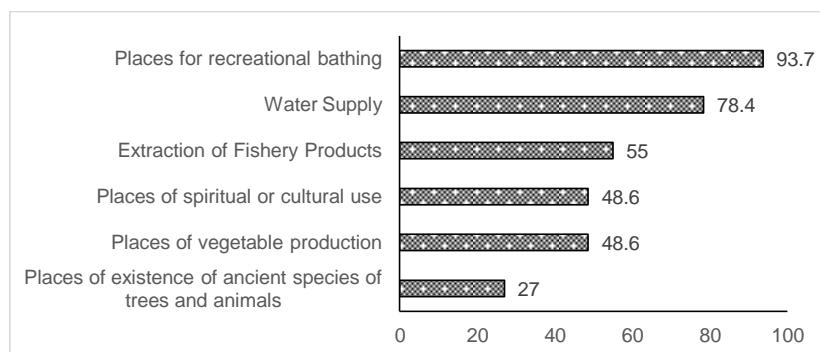 Places for recreational bathing
93.7
Water Supply
78.4
Extraction of Fishery Products
55
Places of spiritual or cultural use
48.6
Places of vegetable production
48.6
Places of existence of ancient species of
trees and animals
27
0 20 40 60 80 100